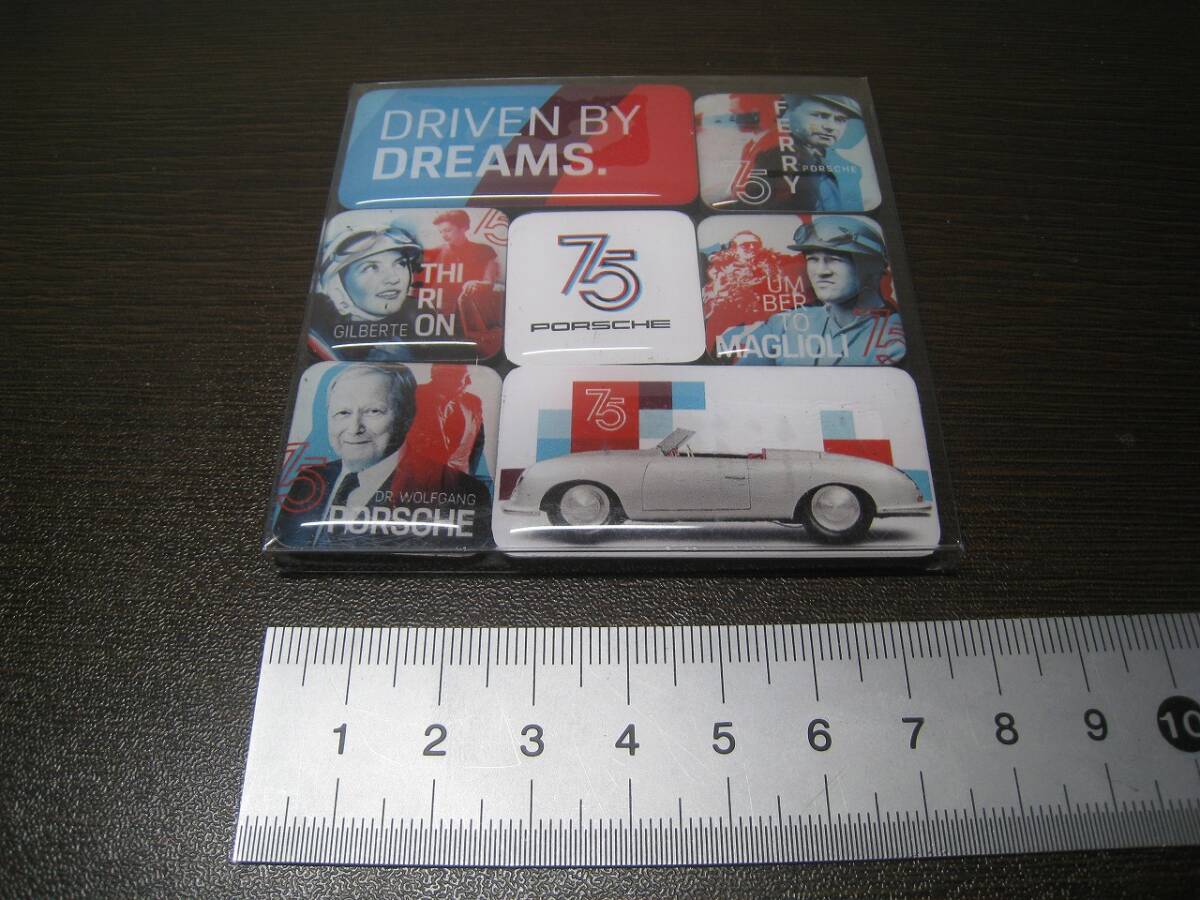 DRIVEN BY
DREAMS.
FERRY
PORSCHE
75
75
GILBERTE
THI
RI
ON
75
PORSCHE
UM
BER
TO
MAGLIOLI
75
75
DR. WOLFGANG
PORSCHE
75
1 2 3 4 5 6 7 8 9 10